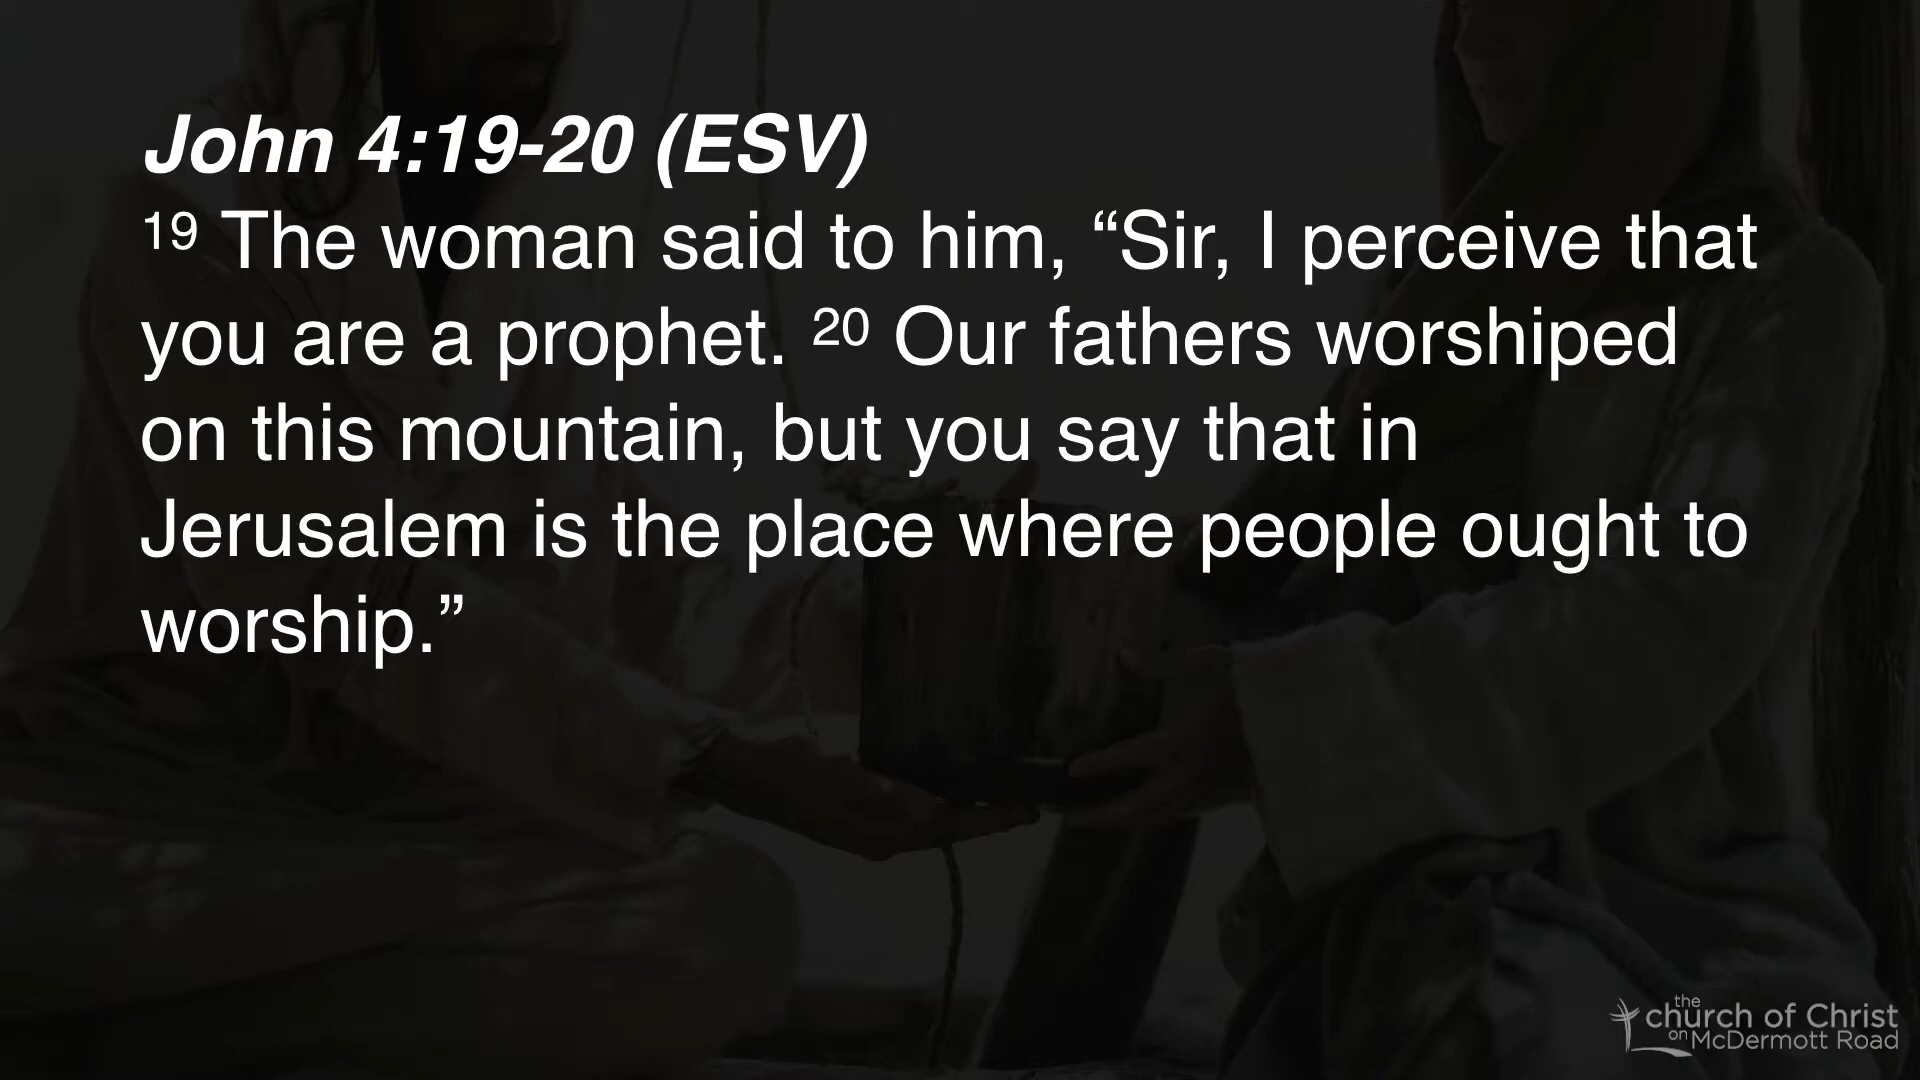 John 4:19-20 (ESV)
19 The woman said to him, “Sir, I perceive that
you are a prophet. 20 Our fathers worshiped
on this mountain, but you say that in
Jerusalem is the place where people ought to
worship.”
the
church of Christ
on McDermott Road